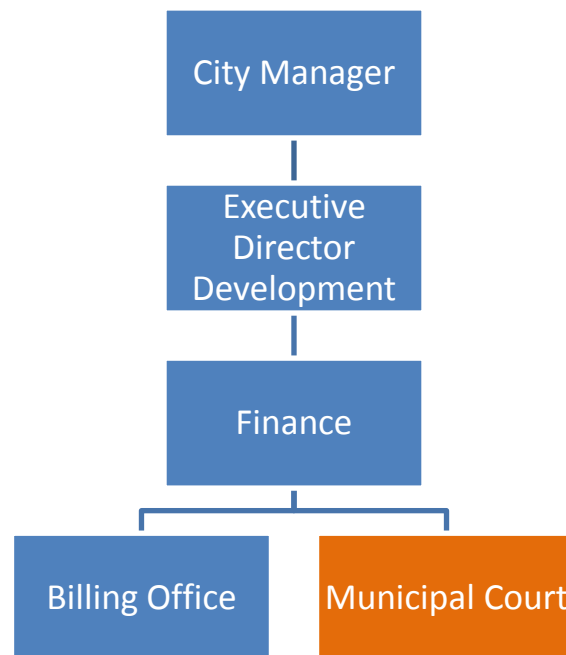 City Manager
Executive
Director
Development
Finance
Billing Office
Municipal Court